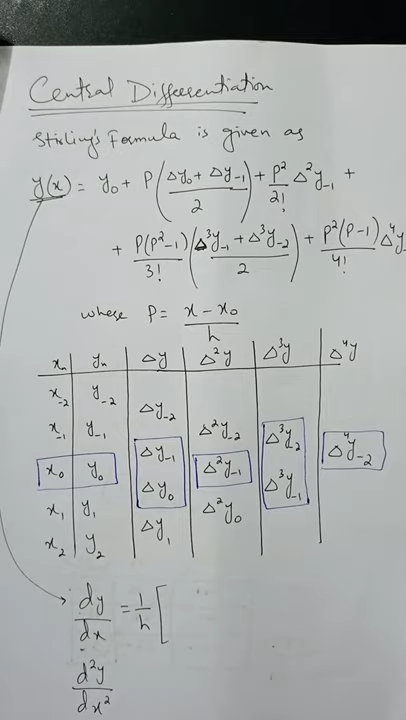 Central Differentiation
Stirling's Formula is given as
y(x) = y₀ + P ( (Δy₀ + Δy₋₁) / 2 ) + P²/2! Δ²y₋₁ +
+ P(P²-1)/3! ( (Δ³y₋₁ + Δ³y₋₂) / 2 ) + P²(P-1)/4! Δ⁴y
where P = (x - x₀) / h
xₙ yₙ Δy Δ²y Δ³y Δ⁴y
x₋₂ y₋₂
Δy₋₂
x₋₁ y₋₁ Δ²y₋₂
Δy₋₁ Δ³y₋₂
x₀ y₀ Δ²y₋₁ Δ⁴y₋₂
Δy₀ Δ³y₋₁
x₁ y₁ Δ²y₀
Δy₁
x₂ y₂
dy/dx = 1/h [
d²y/dx²